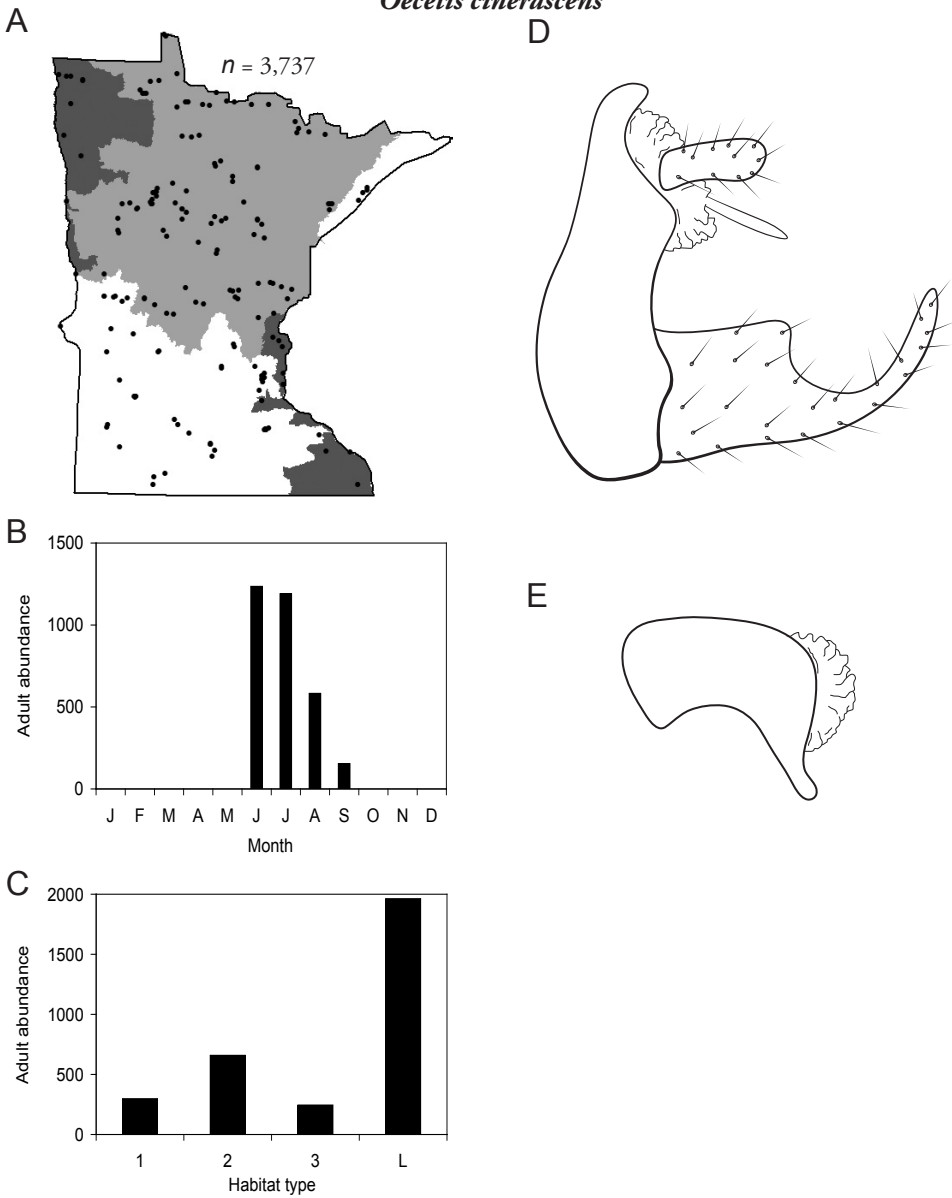 Oecetis cinerascens
A
n = 3,737
B
1500
1000
500
0
Adult abundance
J F M A M J J A S O N D
Month
C
2000
1500
1000
500
0
Adult abundance
1 2 3 L
Habitat type
D
E